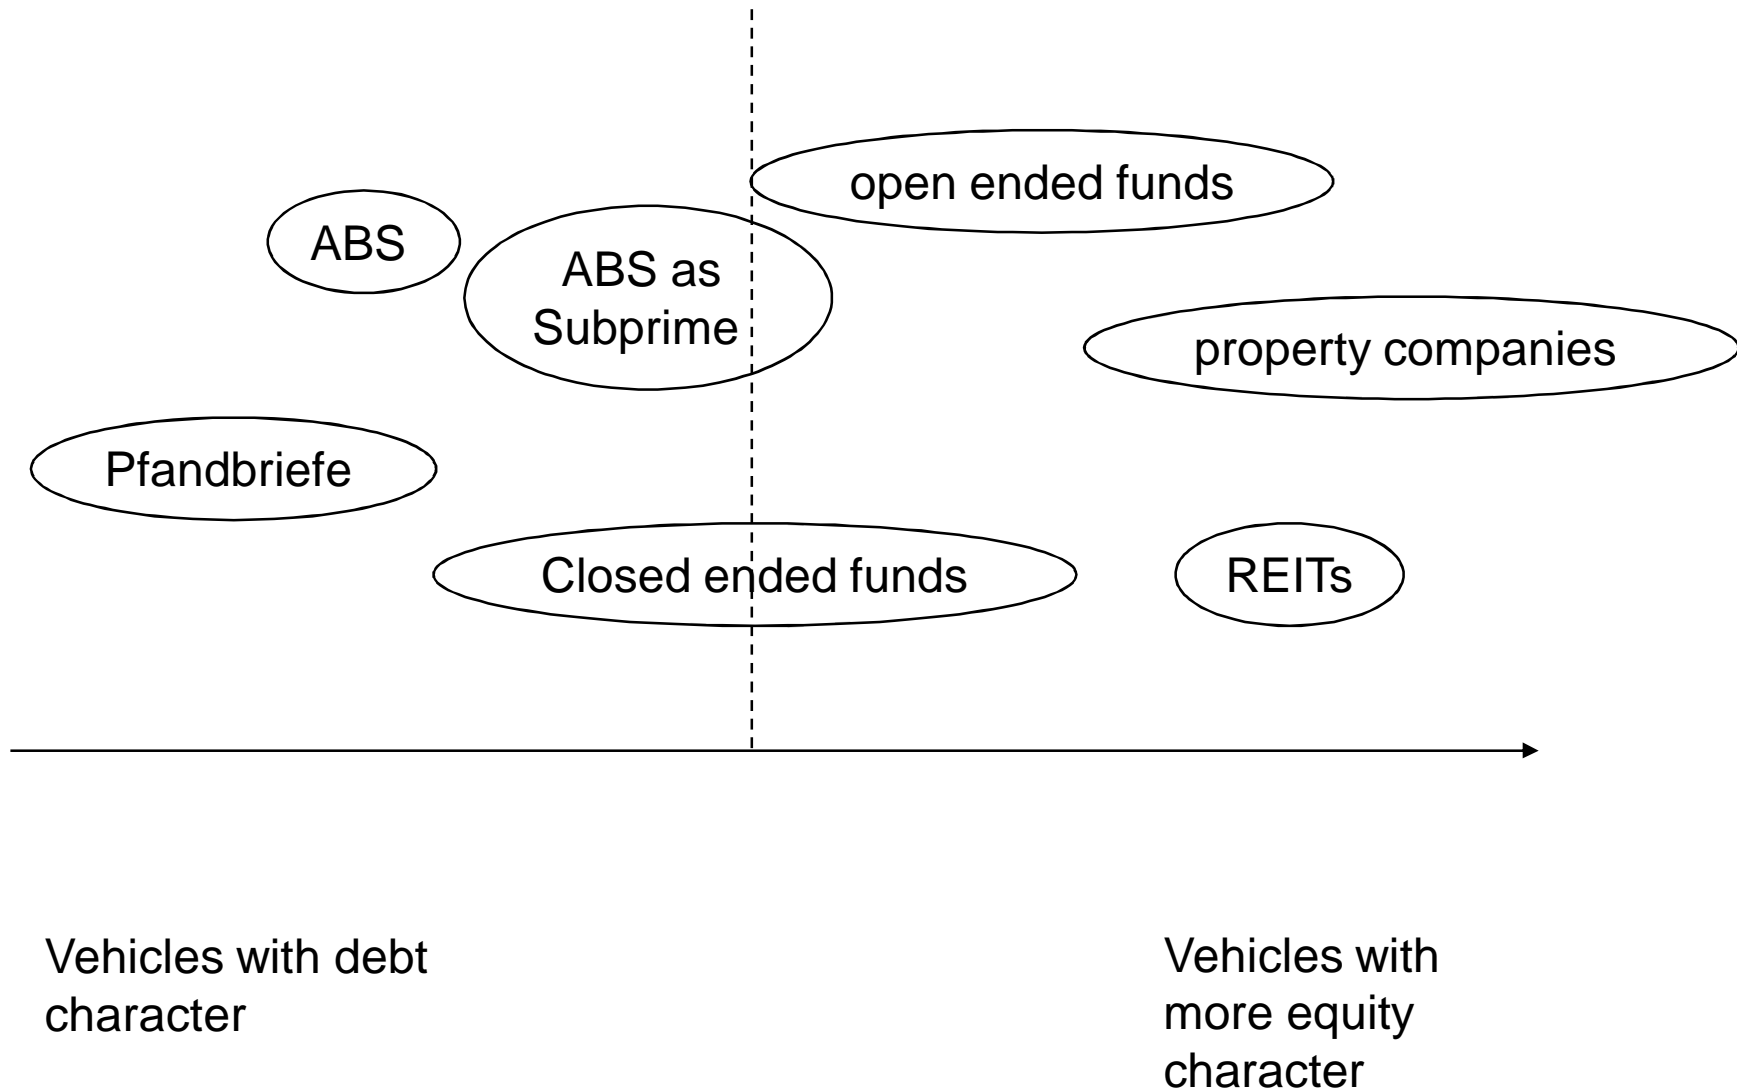 open ended funds
ABS
ABS as
Subprime
property companies
Pfandbriefe
Closed ended funds
REITs
Vehicles with debt
character
Vehicles with
more equity
character